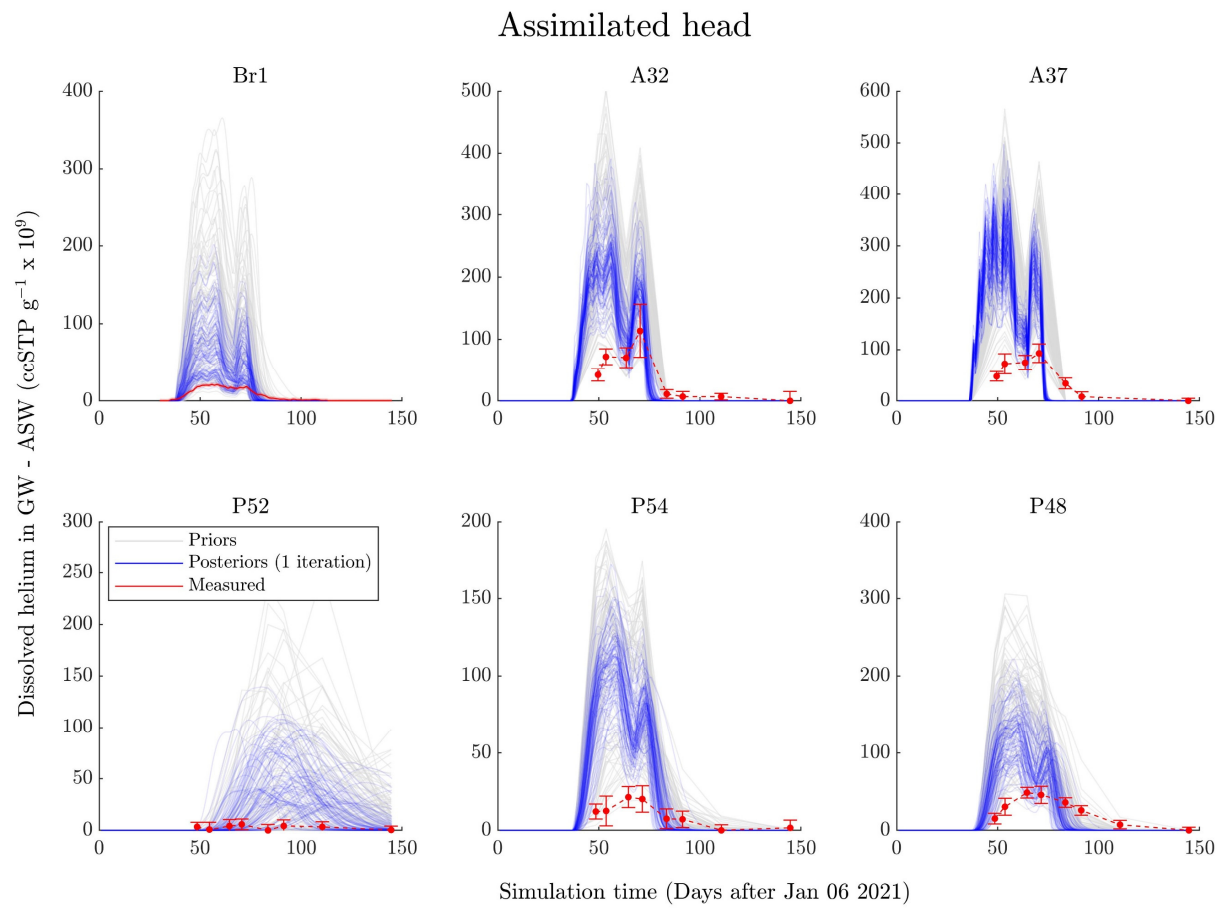 Assimilated head
Br1
A32
A37
400
300
200
100
0
0 50 100 150
500
400
300
200
100
0
0 50 100 150
600
500
400
300
200
100
0
0 50 100 150
Dissolved helium in GW - ASW (ccSTP g⁻¹ x 10⁹)
P52
P54
P48
300
250
200
150
100
50
0
0 50 100 150
Priors
Posteriors (1 iteration)
Measured
200
150
100
50
0
0 50 100 150
400
300
200
100
0
0 50 100 150
Simulation time (Days after Jan 06 2021)